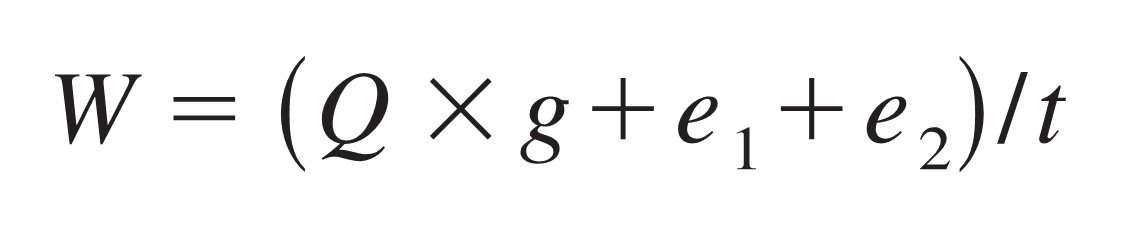 W = (Q × g + e₁ + e₂)/t